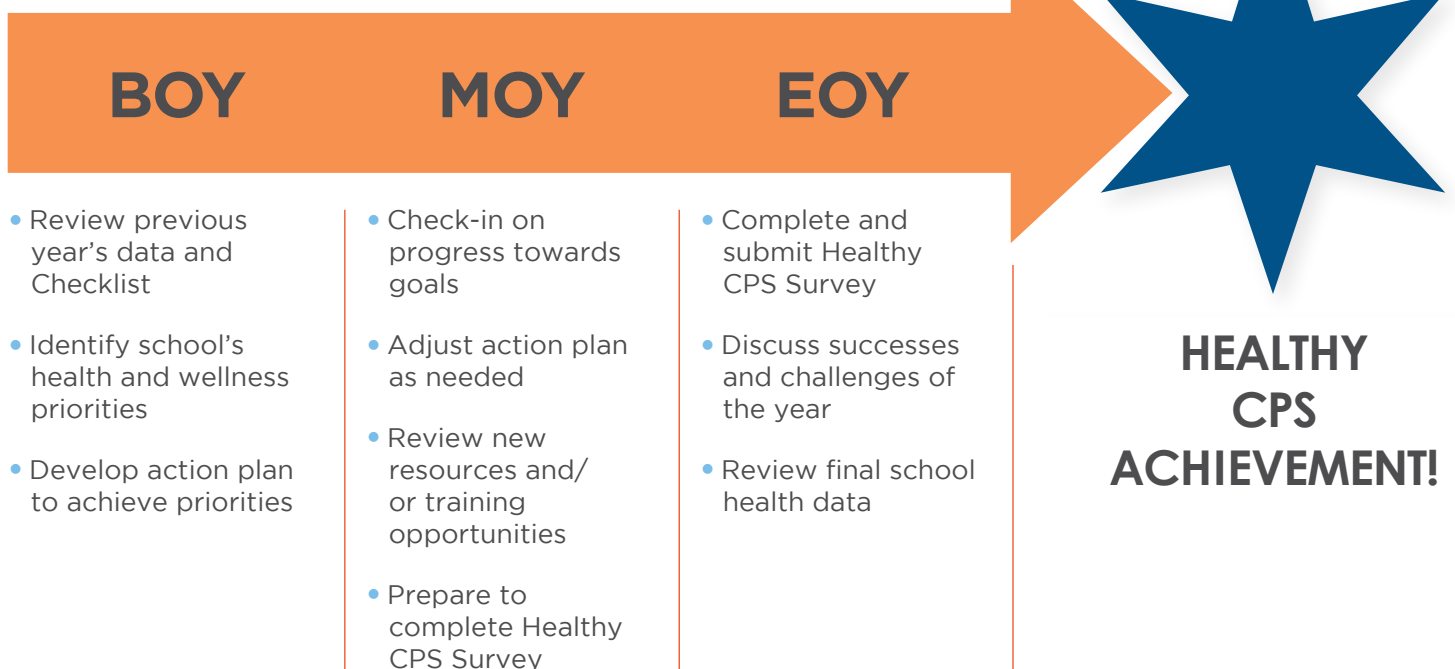 BOY
MOY
EOY
• Review previous
year’s data and
Checklist
• Identify school’s
health and wellness
priorities
• Develop action plan
to achieve priorities
• Check-in on
progress towards
goals
• Adjust action plan
as needed
• Review new
resources and/
or training
opportunities
• Prepare to
complete Healthy
CPS Survey
• Complete and
submit Healthy
CPS Survey
• Discuss successes
and challenges of
the year
• Review final school
health data
HEALTHY
CPS
ACHIEVEMENT!